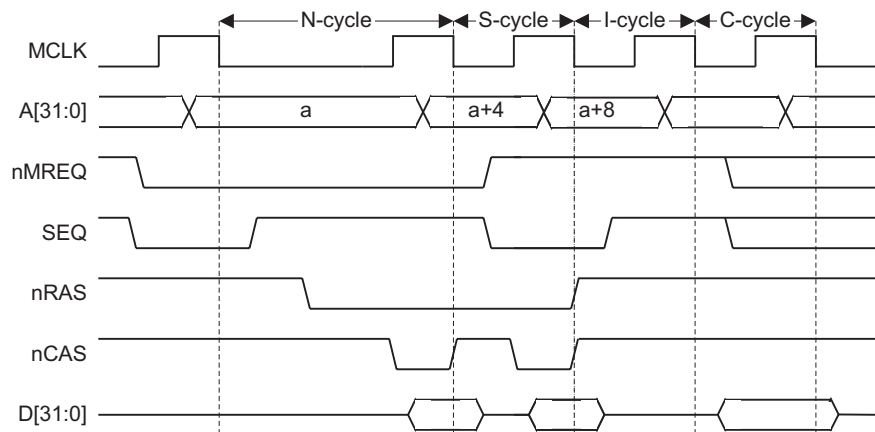 N-cycle S-cycle I-cycle C-cycle
MCLK
A[31:0] a a+4 a+8
nMREQ
SEQ
nRAS
nCAS
D[31:0]